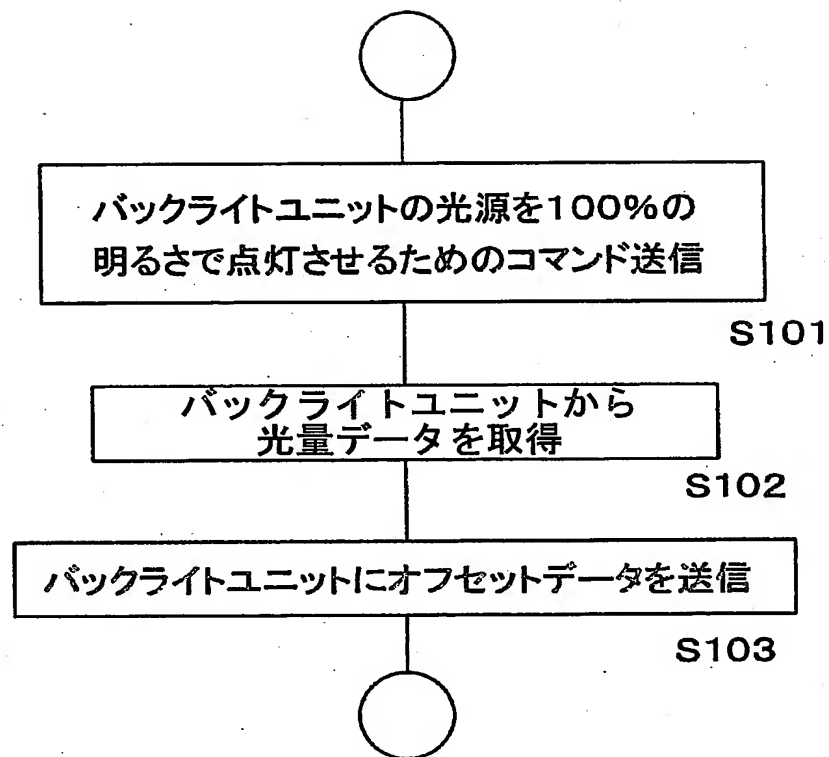 バックライトユニットの光源を100%の
明るさで点灯させるためのコマンド送信
S101
バックライトユニットから
光量データを取得
S102
バックライトユニットにオフセットデータを送信
S103